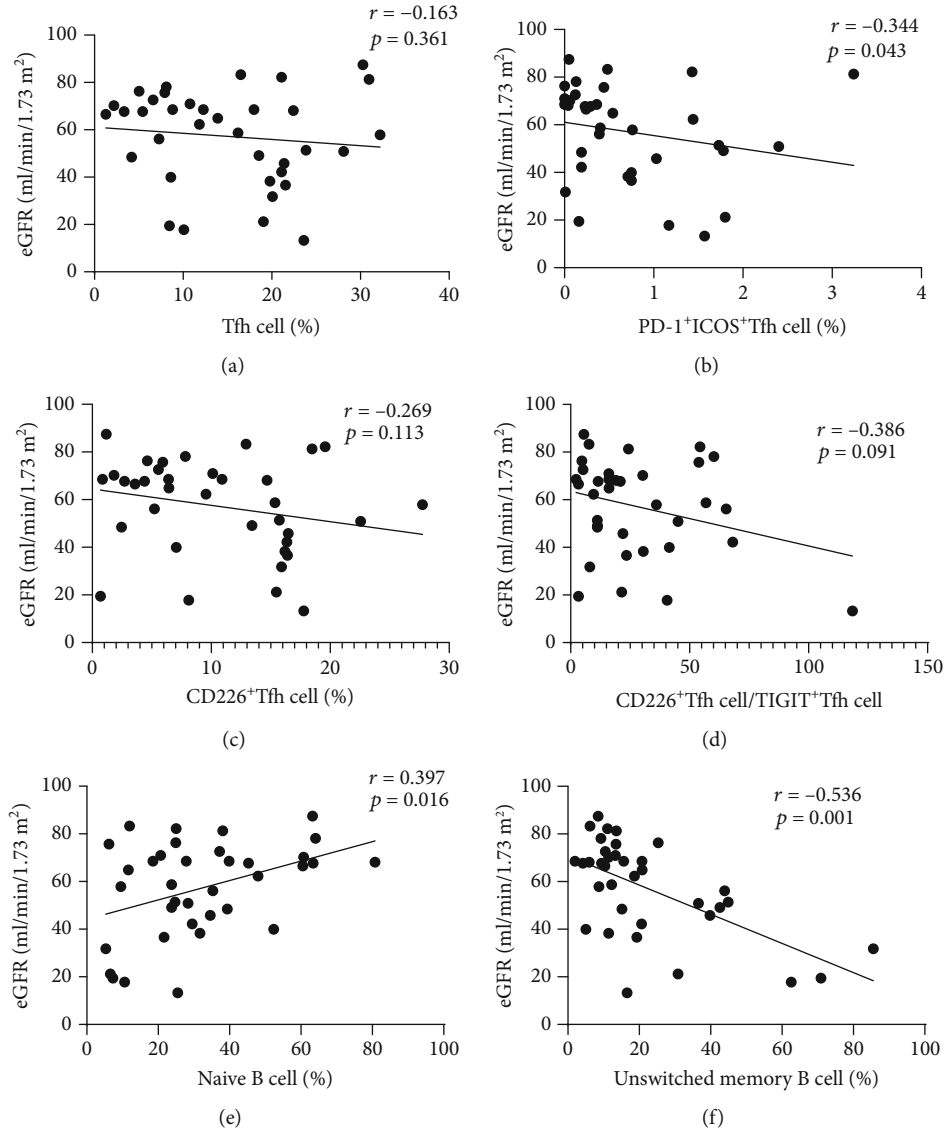 r = −0.163
p = 0.361
100
80
60
40
20
0
eGFR (ml/min/1.73 m²)
0 10 20 30 40
Tfh cell (%)
(a)
r = −0.344
p = 0.043
100
80
60
40
20
0
eGFR (ml/min/1.73 m²)
0 1 2 3 4
PD-1⁺ICOS⁺Tfh cell (%)
(b)
r = −0.269
p = 0.113
100
80
60
40
20
0
eGFR (ml/min/1.73 m²)
0 10 20 30
CD226⁺Tfh cell (%)
(c)
r = −0.386
p = 0.091
100
80
60
40
20
0
eGFR (ml/min/1.73 m²)
0 50 100 150
CD226⁺Tfh cell/TIGIT⁺Tfh cell
(d)
r = 0.397
p = 0.016
100
80
60
40
20
0
eGFR (ml/min/1.73 m²)
0 20 40 60 80 100
Naive B cell (%)
(e)
r = −0.536
p = 0.001
100
80
60
40
20
0
eGFR (ml/min/1.73 m²)
0 20 40 60 80 100
Unswitched memory B cell (%)
(f)